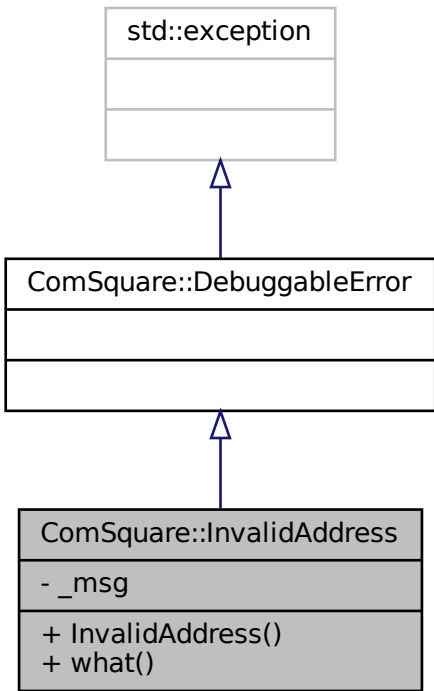 std::exception
ComSquare::DebuggableError
ComSquare::InvalidAddress
- _msg
+ InvalidAddress()
+ what()